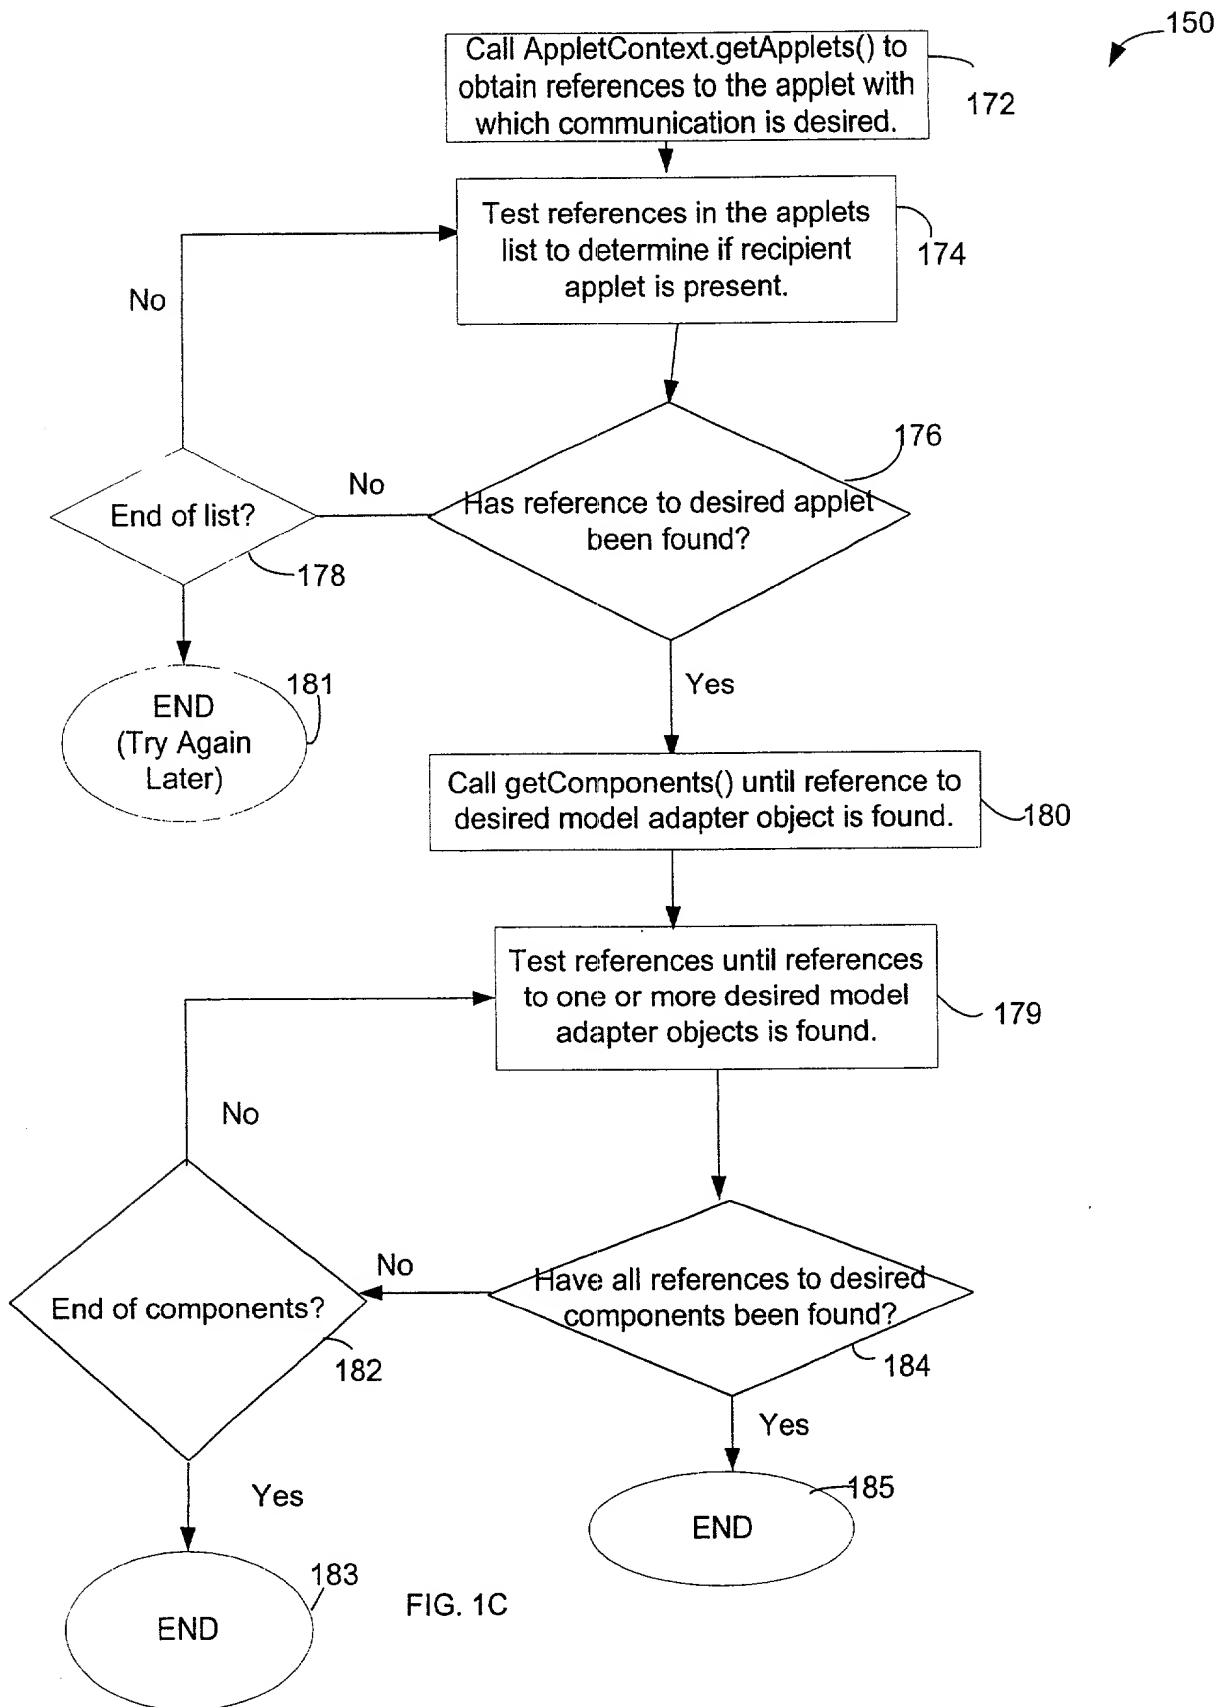 150
Call AppletContext.getApplets() to
obtain references to the applet with
which communication is desired.
172
Test references in the applets
list to determine if recipient
applet is present.
174
No
176
Has reference to desired applet
been found?
No
End of list?
178
181
END
(Try Again
Later)
Yes
Call getComponents() until reference to
desired model adapter object is found.
180
Test references until references
to one or more desired model
adapter objects is found.
179
No
No
Have all references to desired
components been found?
End of components?
182
184
Yes
Yes
185
END
183
END
FIG. 1C